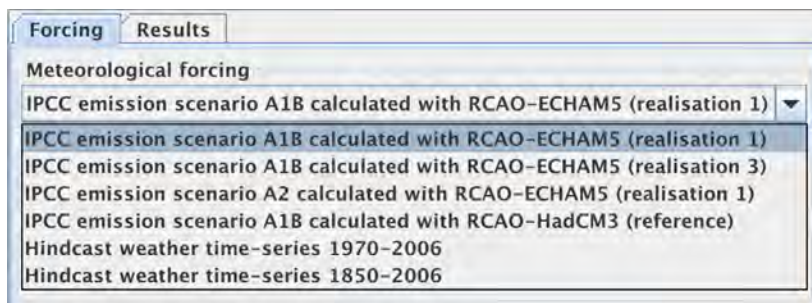 Forcing Results
Meteorological forcing
IPCC emission scenario A1B calculated with RCAO-ECHAM5 (realisation 1)
IPCC emission scenario A1B calculated with RCAO-ECHAM5 (realisation 1)
IPCC emission scenario A1B calculated with RCAO-ECHAM5 (realisation 3)
IPCC emission scenario A2 calculated with RCAO-ECHAM5 (realisation 1)
IPCC emission scenario A1B calculated with RCAO-HadCM3 (reference)
Hindcast weather time-series 1970-2006
Hindcast weather time-series 1850-2006